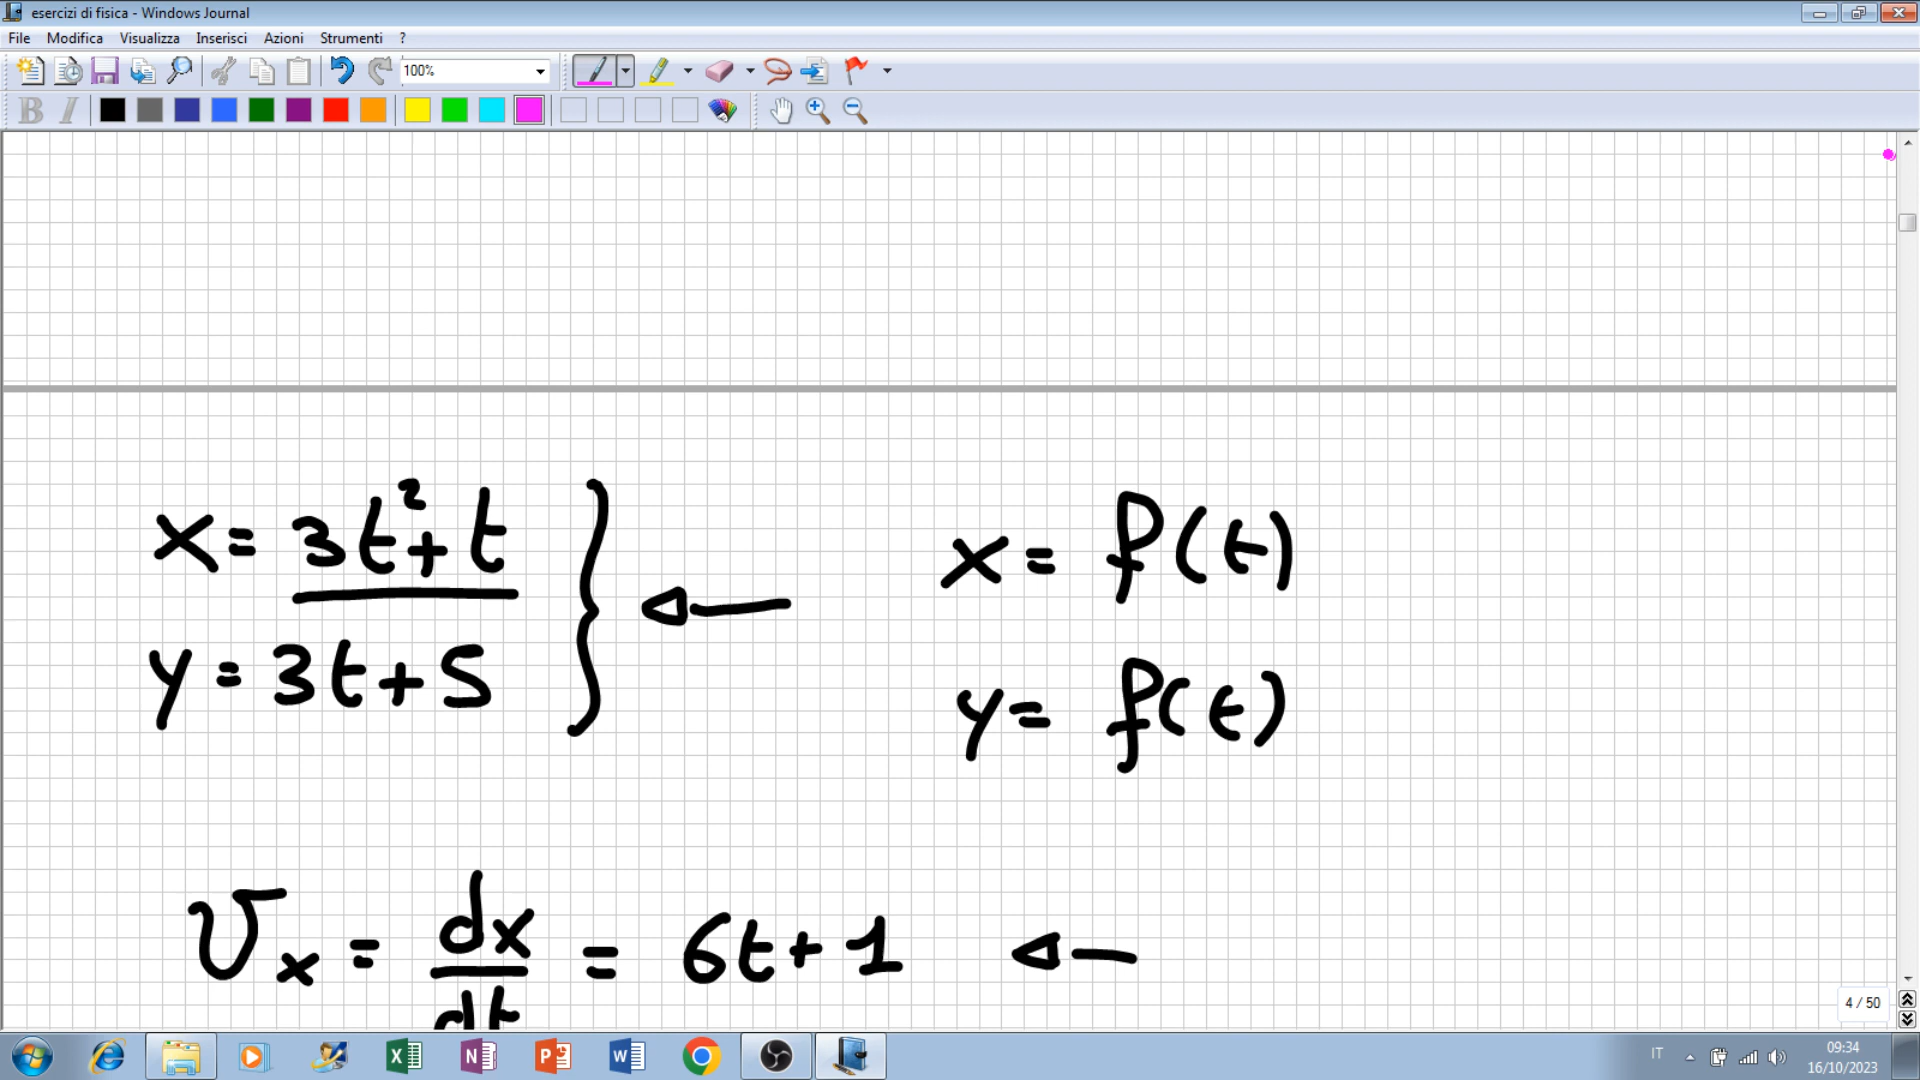 esercizi di fisica - Windows Journal
File Modifica Visualizza Inserisci Azioni Strumenti ?
100%
B I
x = 3t²+t
y = 3t+5
x = f(t)
y = f(t)
v x = dx = 6t+1
dt
4 / 50
IT
09:34
16/10/2023